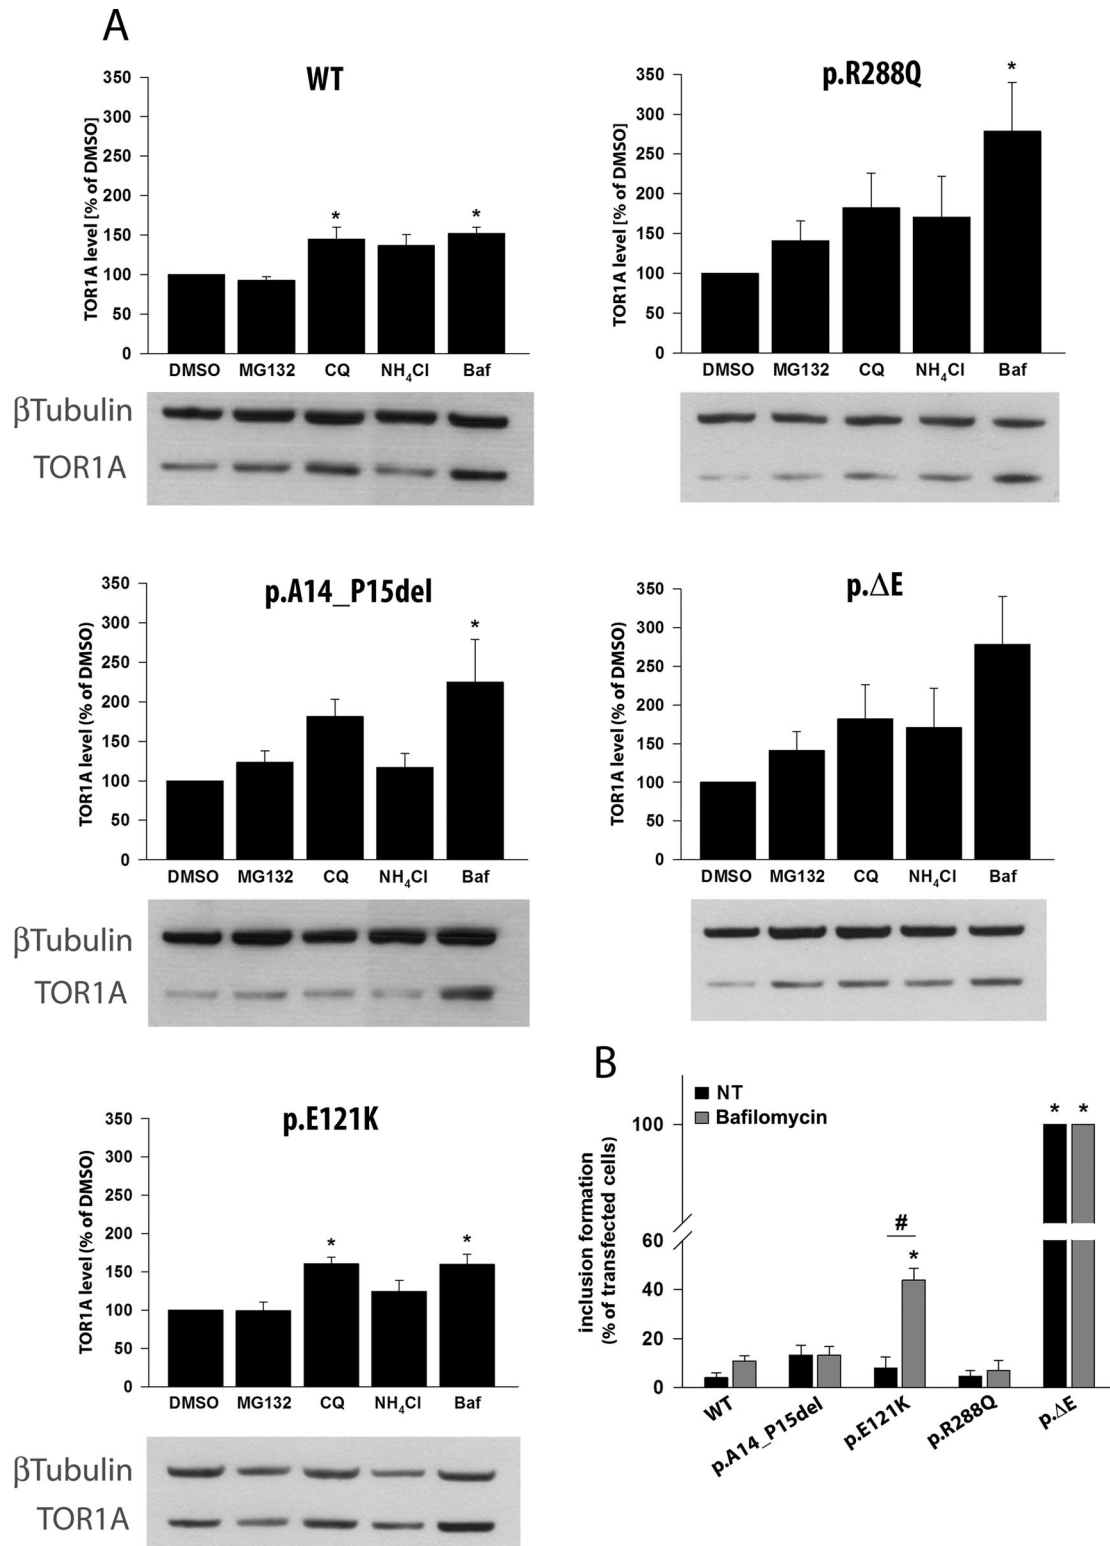 A
WT
TOR1A level [% of DMSO]
350
300
250
200
150
100
50
0
*
*
DMSO MG132 CQ NH4Cl Baf
βTubulin
TOR1A
p.R288Q
TOR1A level [% of DMSO]
350
300
250
200
150
100
50
0
*
DMSO MG132 CQ NH4Cl Baf
p.A14_P15del
TOR1A level (% of DMSO)
350
300
250
200
150
100
50
0
*
DMSO MG132 CQ NH4Cl Baf
βTubulin
TOR1A
p.ΔE
TOR1A level (% of DMSO)
350
300
250
200
150
100
50
0
DMSO MG132 CQ NH4Cl Baf
p.E121K
TOR1A level (% of DMSO)
350
300
250
200
150
100
50
0
*
*
DMSO MG132 CQ NH4Cl Baf
βTubulin
TOR1A
B
NT
Bafilomycin
inclusion formation
(% of transfected cells)
100
60
40
20
0
#
*
* *
WT p.A14_P15del p.E121K p.R288Q p.ΔE